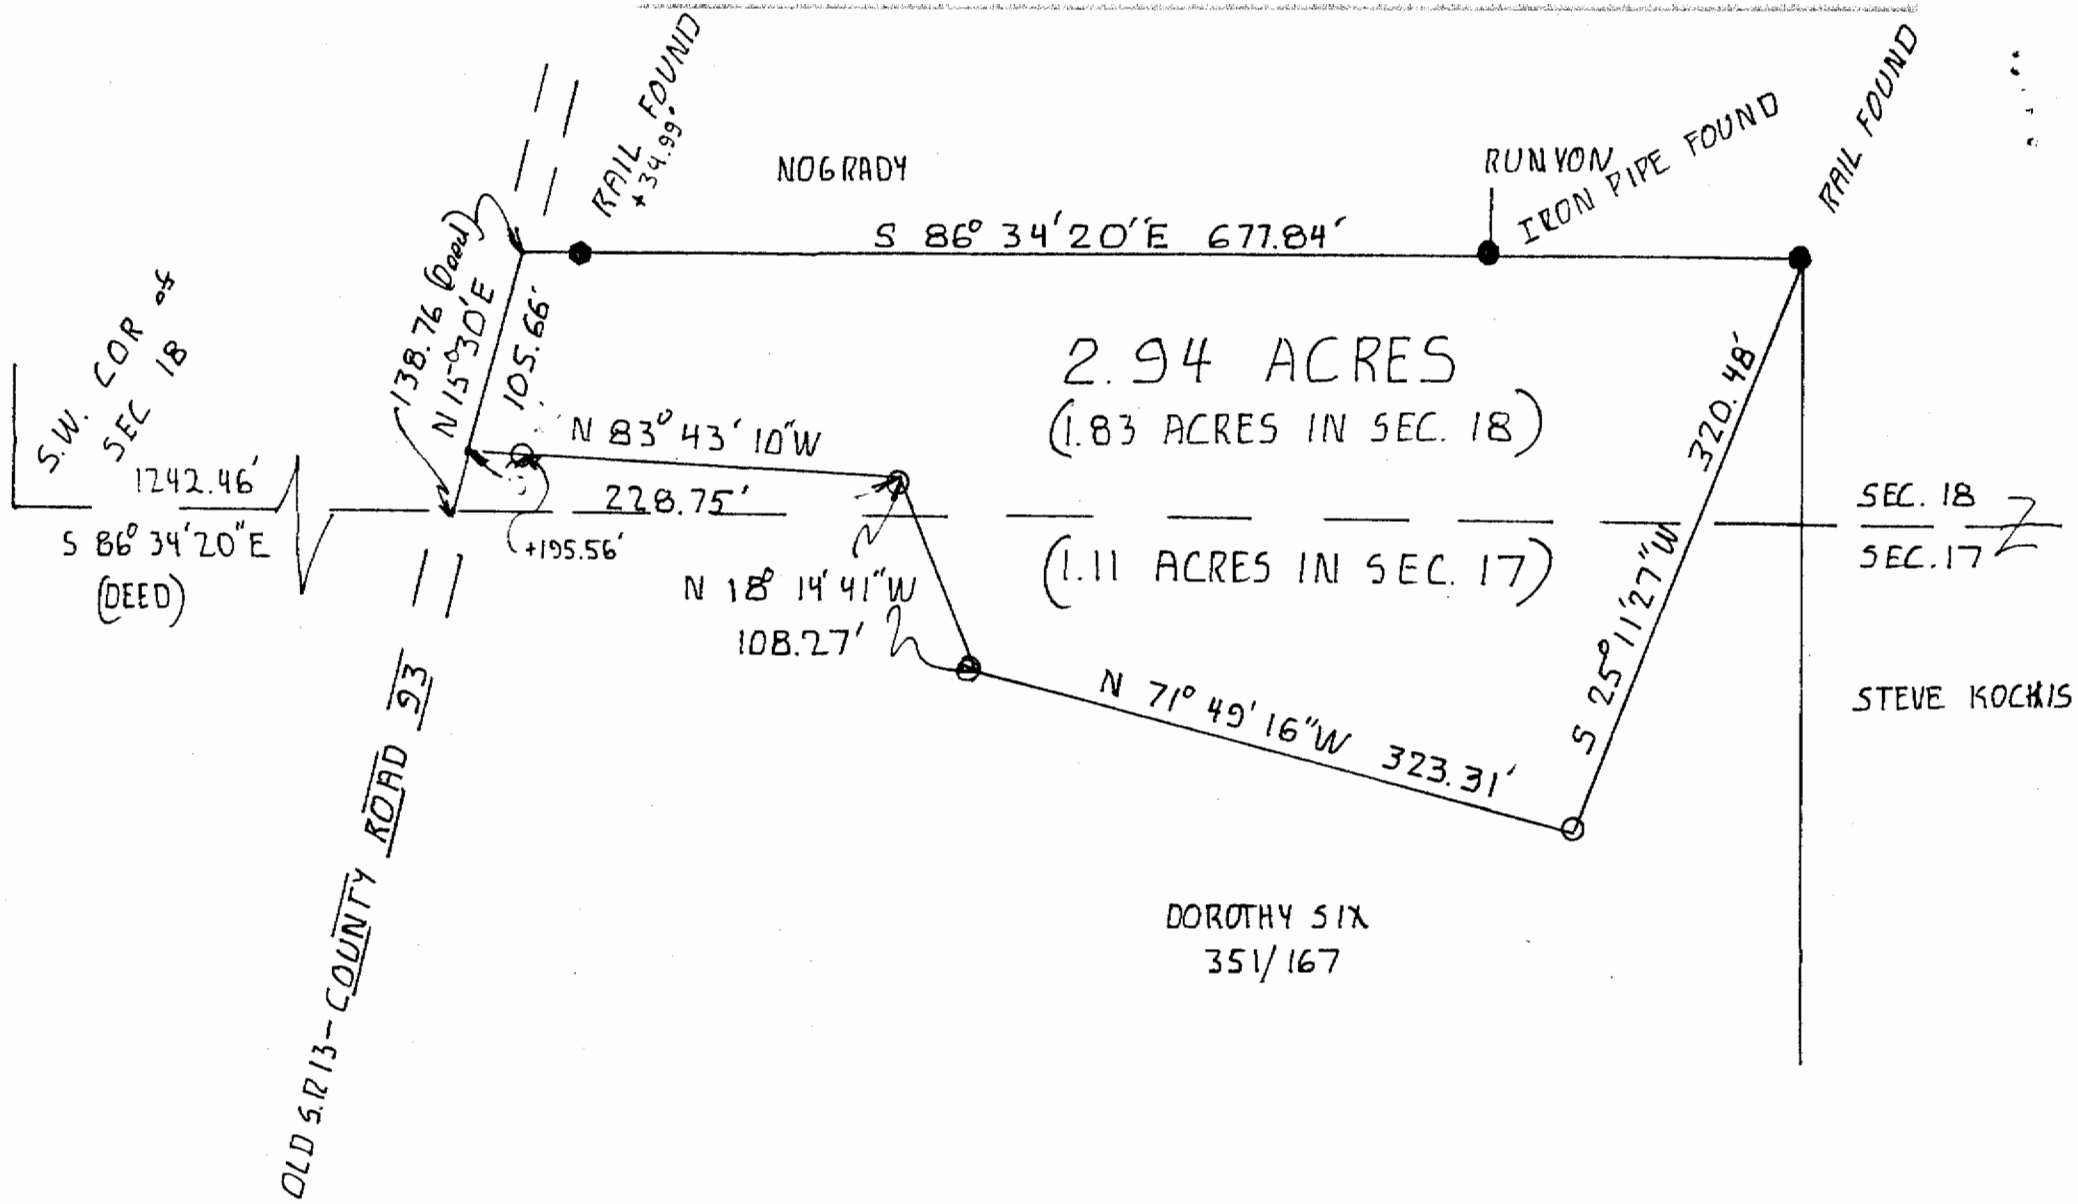 RAIL FOUND
+34.99'
NOGRADY
RUNYON
IRON PIPE FOUND
RAIL FOUND
S 86° 34'20"E 677.84'
138.76 (Deed)
N 15°30'E
105.66'
S.W. COR of
SEC 18
1242.46'
S 86° 34'20"E
(DEED)
N 83° 43' 10"W
228.75'
+195.56'
2.94 ACRES
(1.83 ACRES IN SEC. 18)
(1.11 ACRES IN SEC. 17)
320.48'
S 25°11'27"W
SEC. 18
SEC. 17
N 18° 14' 41"W
108.27'
N 71° 49' 16"W 323.31'
STEVE KOCHIS
DOROTHY SIX
351/167
OLD S.R 13-COUNTY ROAD 93